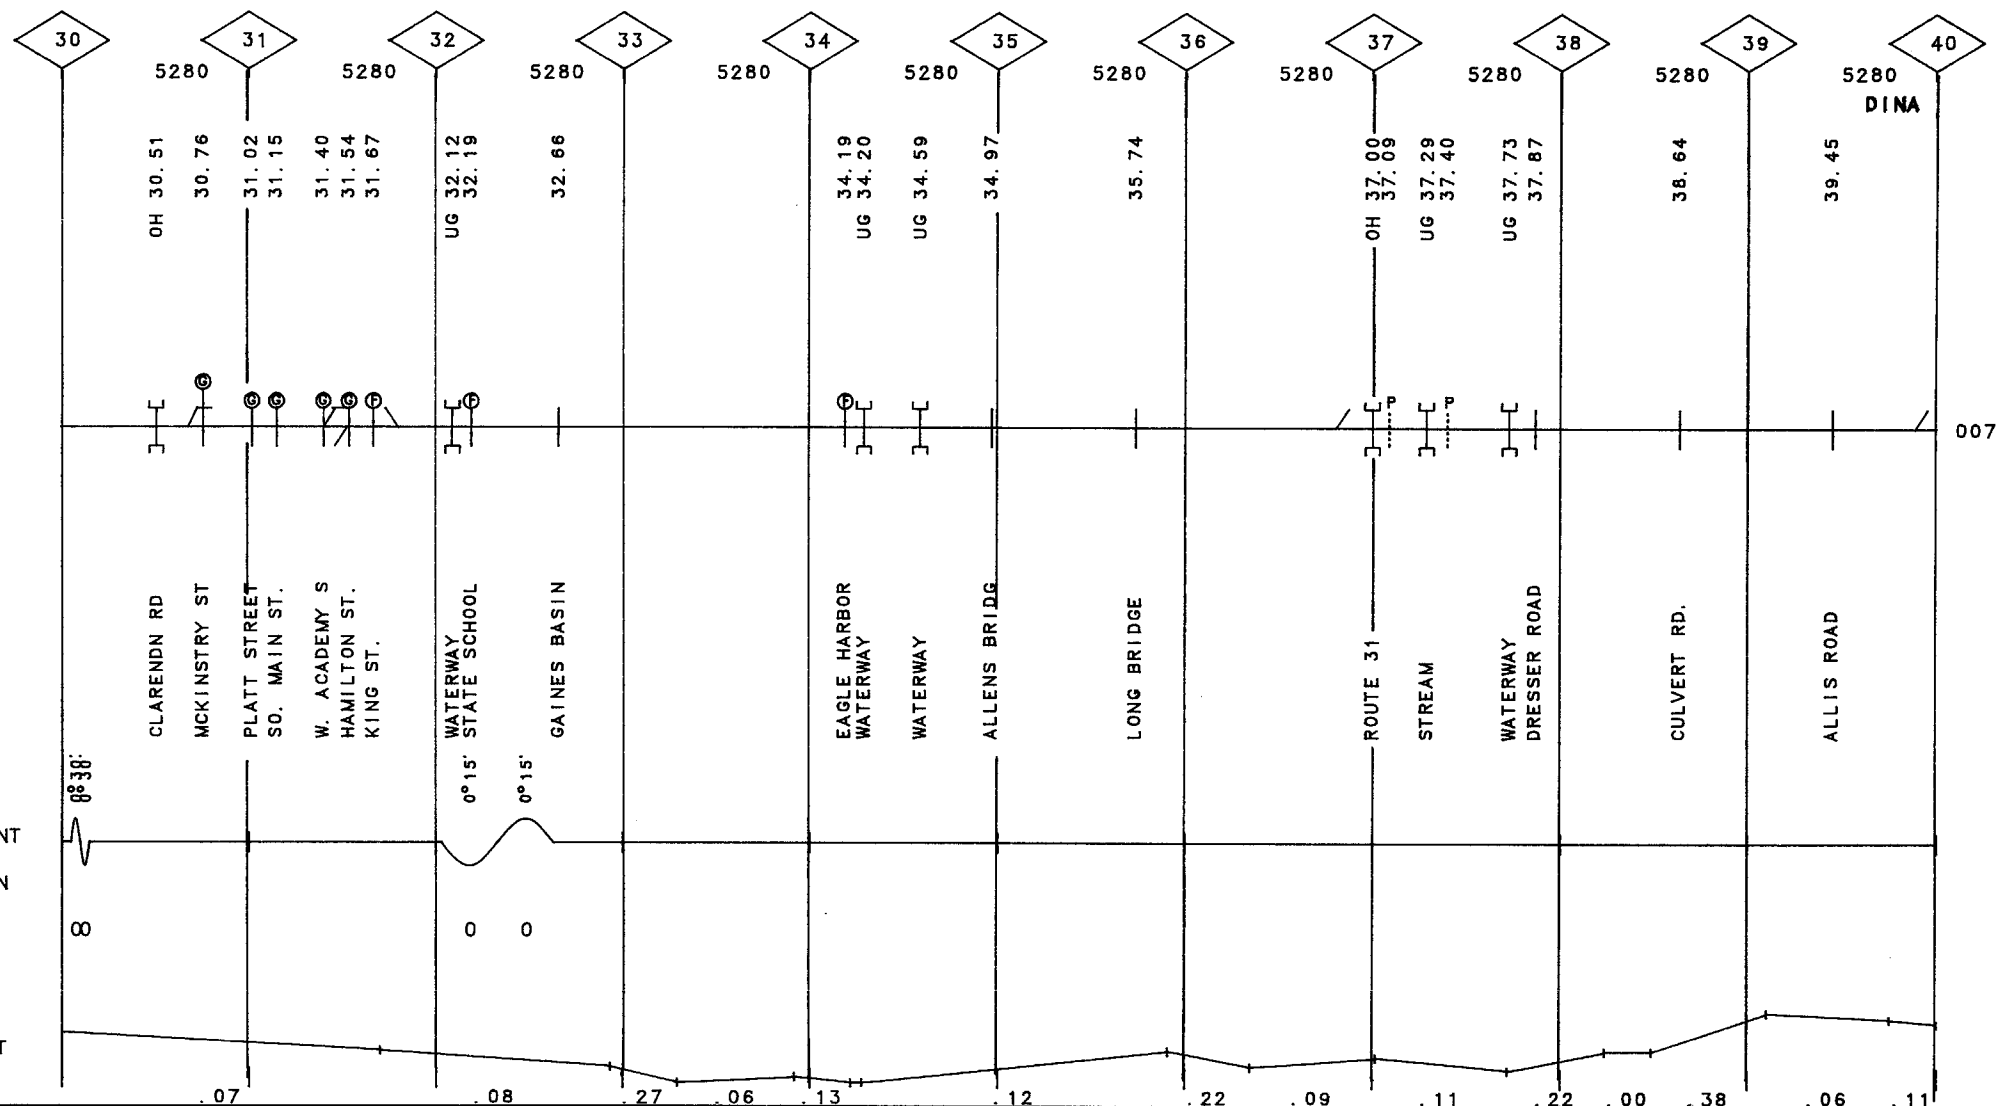 30 31 32 33 34 35 36 37 38 39 40
5280 5280 5280 5280 5280 5280 5280 5280 5280 5280
DINA
OH 30.51
30.76
31.02
31.15
31.40
31.54
31.67
UG 32.12
32.19
32.66
34.19
UG 34.20
UG 34.59
34.97
35.74
OH 37.00
37.09
UG 37.29
37.40
UG 37.73
37.87
38.64
39.45
G G G G G F F F P P
007
CLARENDN RD
MCKINSTRY ST
PLATT STREET
SO. MAIN ST.
W. ACADEMY S
HAMILTON ST.
KING ST.
WATERWAY
STATE SCHOOL
GAINES BASIN
EAGLE HARBOR
WATERWAY
WATERWAY
ALLENS BRIDG
LONG BRIDGE
ROUTE 31
STREAM
WATERWAY
DRESSER ROAD
CULVERT RD.
ALLIS ROAD
0°15' 0°15'
NT
N
0 0 0 0
T
.07 .08 .27 .06 .13 .12 .22 .09 .11 .22 .00 .38 .06 .11